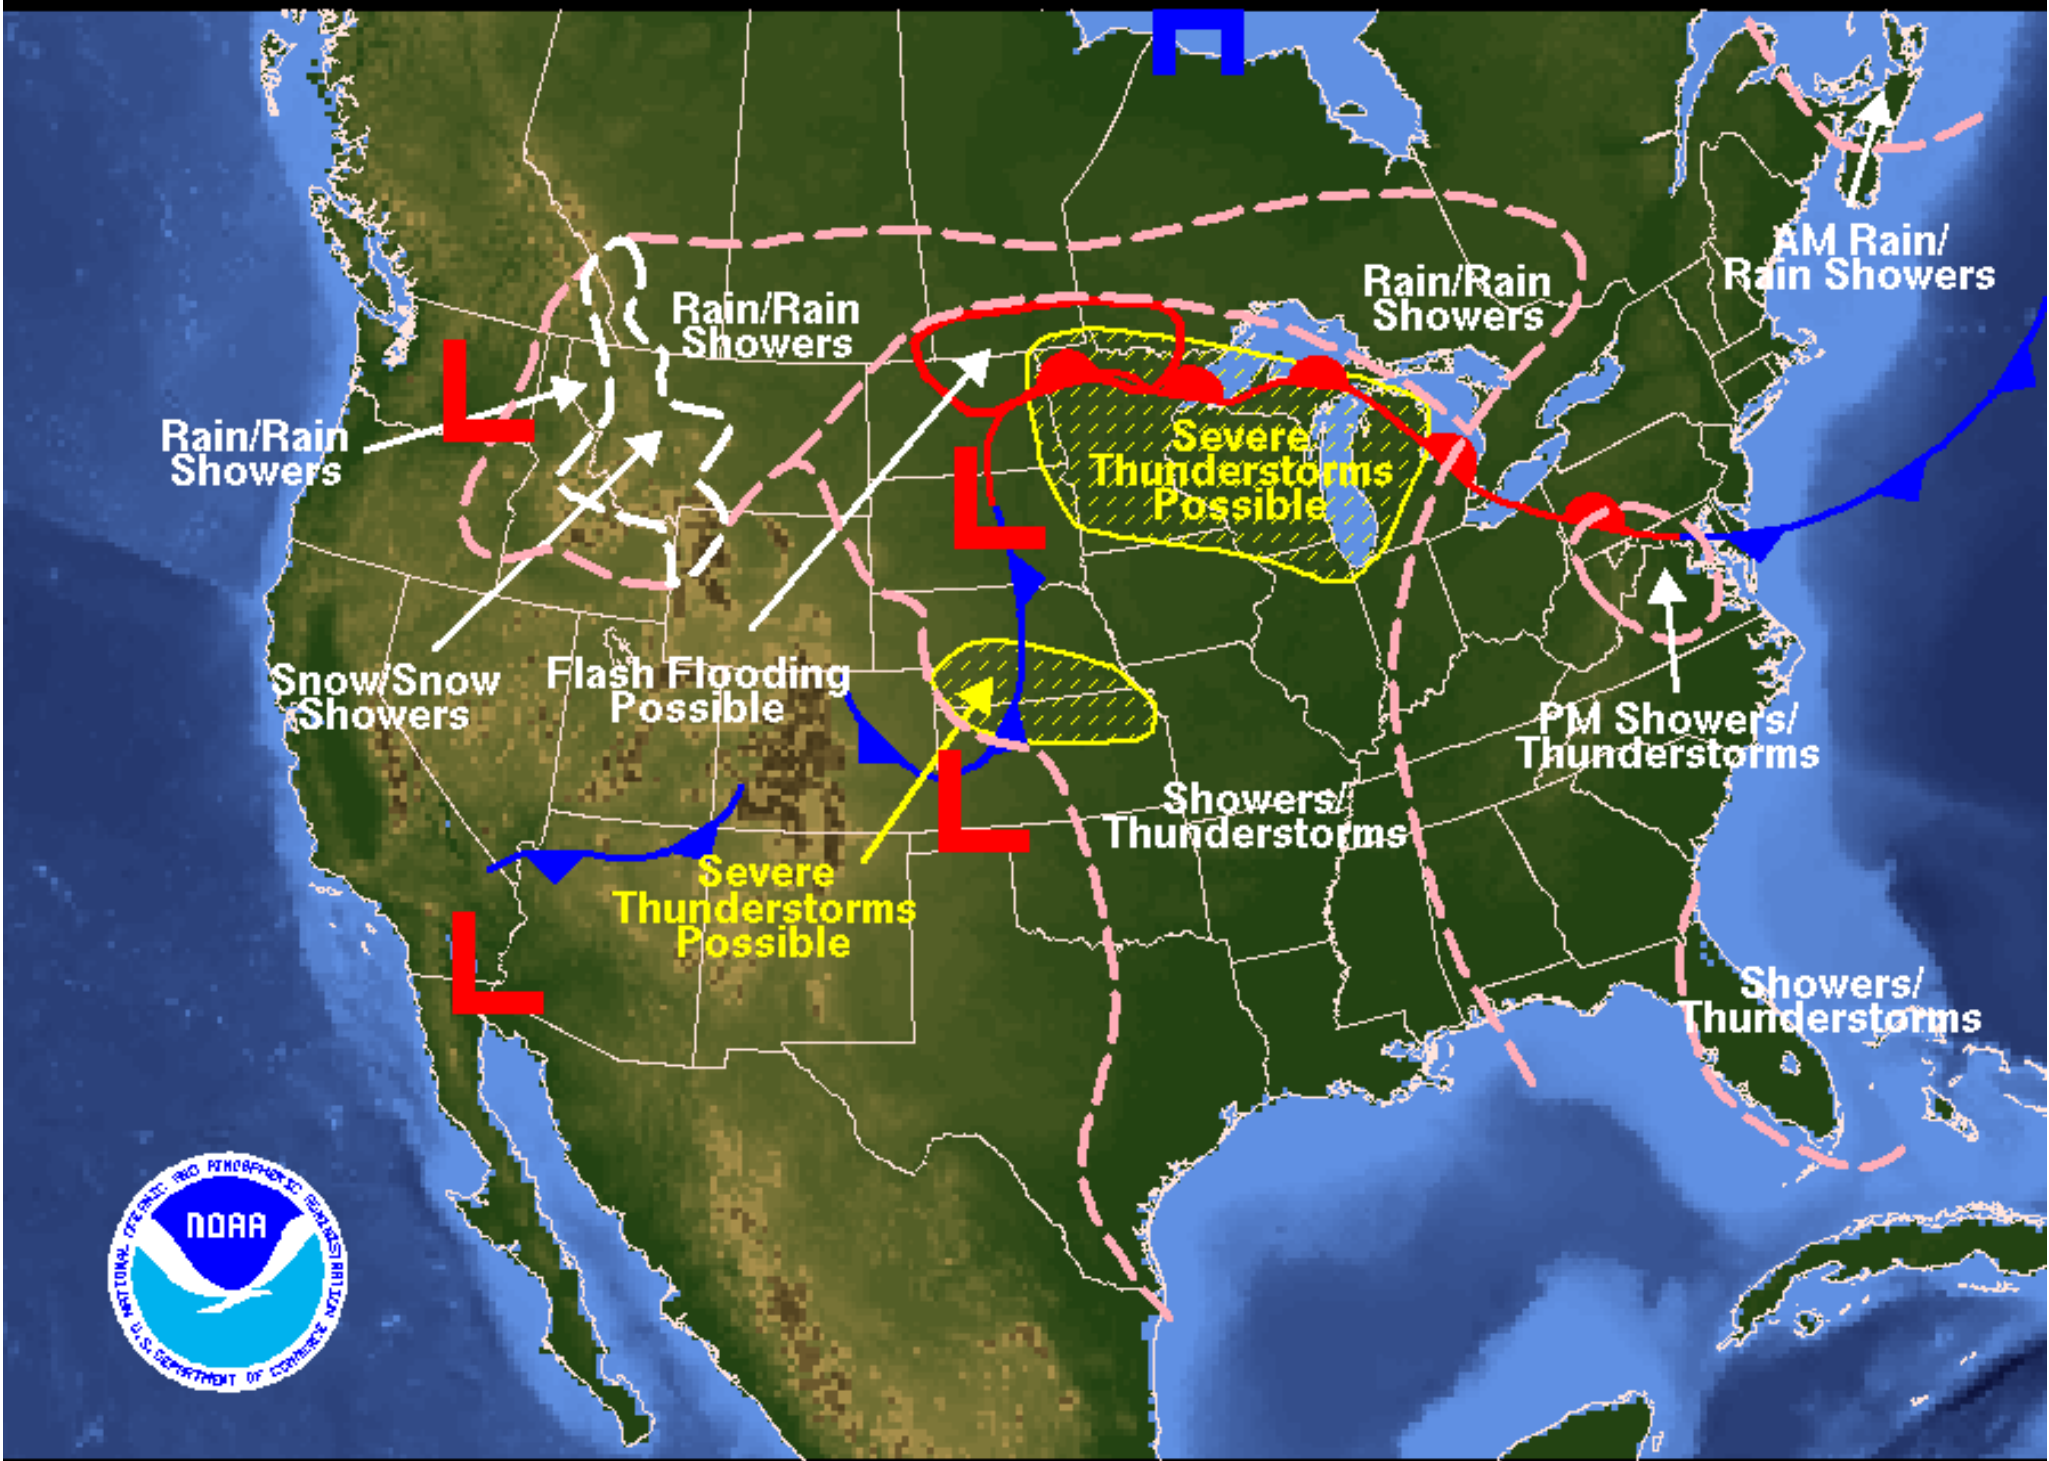 H
AM Rain/
Rain Showers
Rain/Rain
Showers
Rain/Rain
Showers
L
Rain/Rain
Showers
Severe
Thunderstorms
Possible
L
Snow/Snow
Showers
Flash Flooding
Possible
PM Showers/
Thunderstorms
L
Showers/
Thunderstorms
Severe
Thunderstorms
Possible
L
Showers/
Thunderstorms
NATIONAL OCEANIC AND ATMOSPHERIC ADMINISTRATION
NOAA
U.S. DEPARTMENT OF COMMERCE